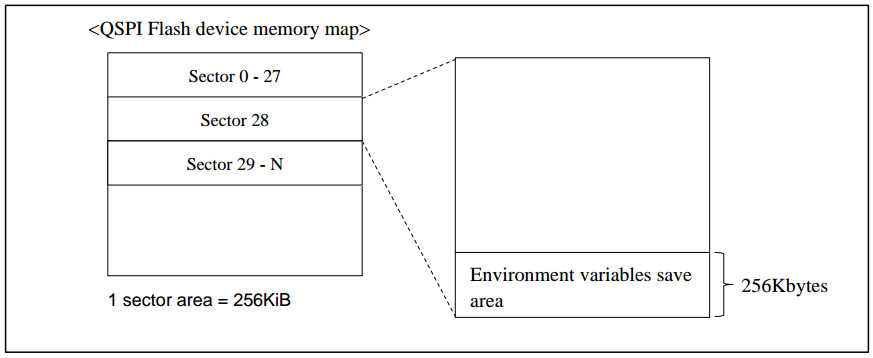 <QSPI Flash device memory map>
Sector 0 - 27
Sector 28
Sector 29 - N
1 sector area = 256KiB
Environment variables save
area
256Kbytes